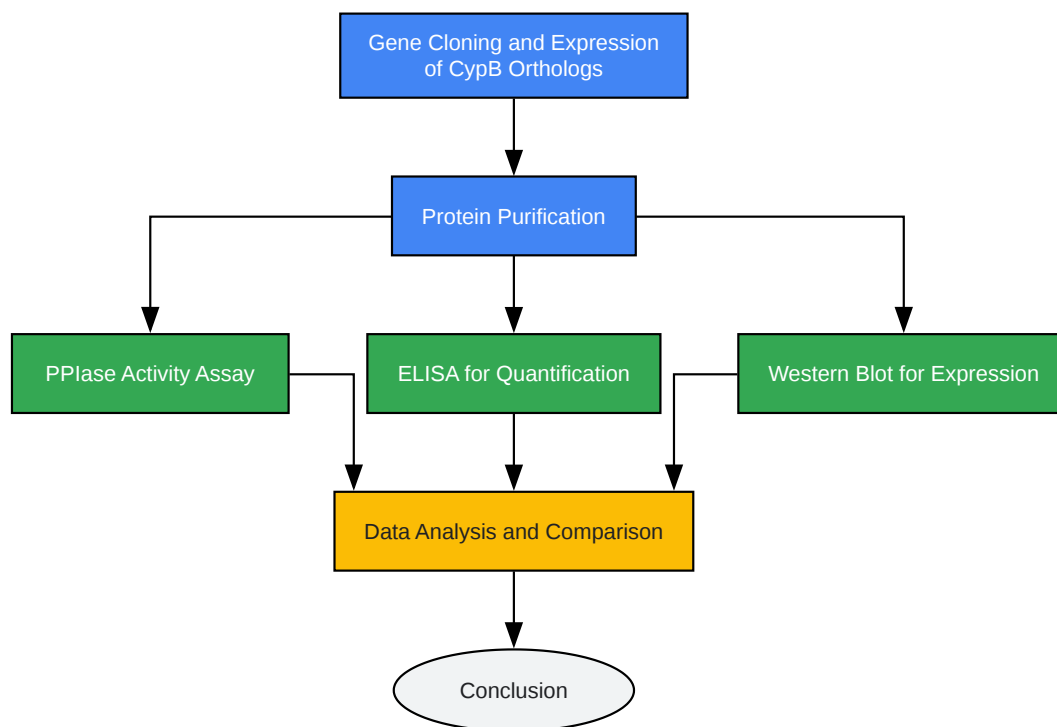 Gene Cloning and Expression
of CypB Orthologs
Protein Purification
PPIase Activity Assay
ELISA for Quantification
Western Blot for Expression
Data Analysis and Comparison
Conclusion